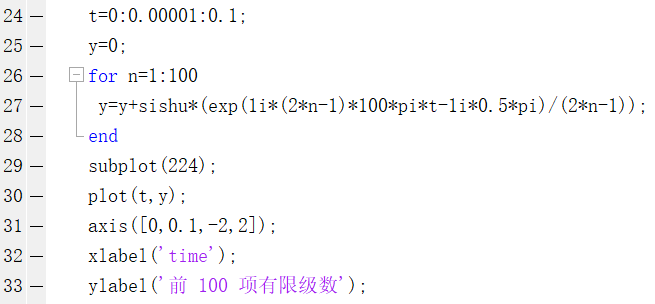 24 — t=0:0.00001:0.1;
25 — y=0;
26 — for n=1:100
27 — y=y+sishu*(exp(1i*(2*n-1)*100*pi*t-1i*0.5*pi)/(2*n-1));
28 — end
29 — subplot(224);
30 — plot(t,y);
31 — axis([0,0.1,-2,2]);
32 — xlabel('time');
33 — ylabel('前 100 项有限级数');